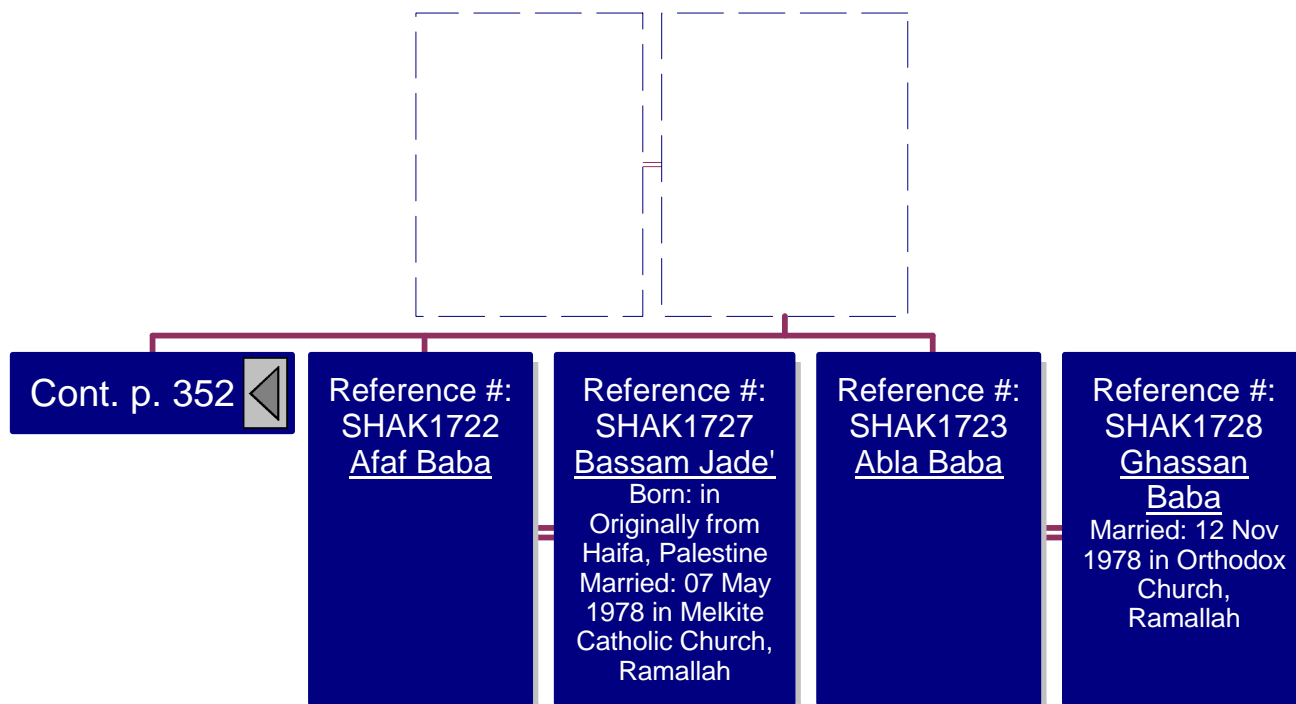 Cont. p. 352
Reference #:
SHAK1722
Afaf Baba
Reference #:
SHAK1727
Bassam Jade'
Born: in
Originally from
Haifa, Palestine
Married: 07 May
1978 in Melkite
Catholic Church,
Ramallah
Reference #:
SHAK1723
Abla Baba
Reference #:
SHAK1728
Ghassan
Baba
Married: 12 Nov
1978 in Orthodox
Church,
Ramallah